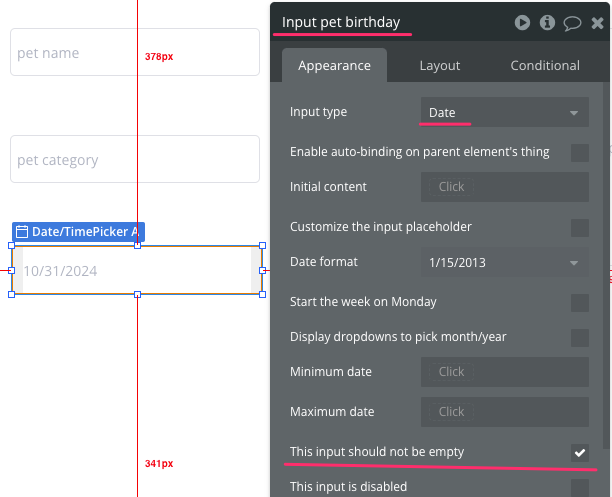 Input pet birthday
Appearance Layout Conditional
pet name
378px
Input type Date
Enable auto-binding on parent element's thing
pet category
Initial content Click
Customize the input placeholder
Date/TimePicker A
Date format 1/15/2013
10/31/2024
Start the week on Monday
Display dropdowns to pick month/year
Minimum date Click
Maximum date Click
This input should not be empty
341px
This input is disabled